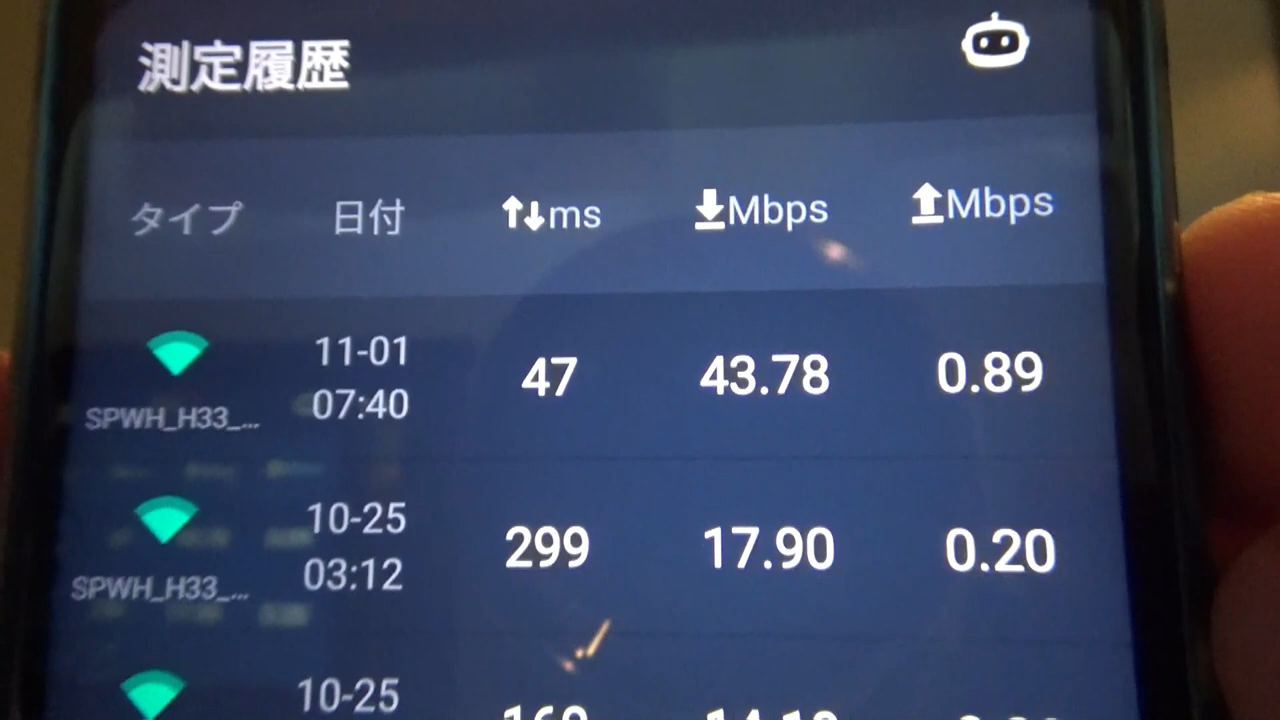 測定履歴
タイプ 日付 ms Mbps Mbps
11-01
47 43.78 0.89
SPWH_H33_... 07:40
10-25
299 17.90 0.20
SPWH_H33_... 03:12
10-25